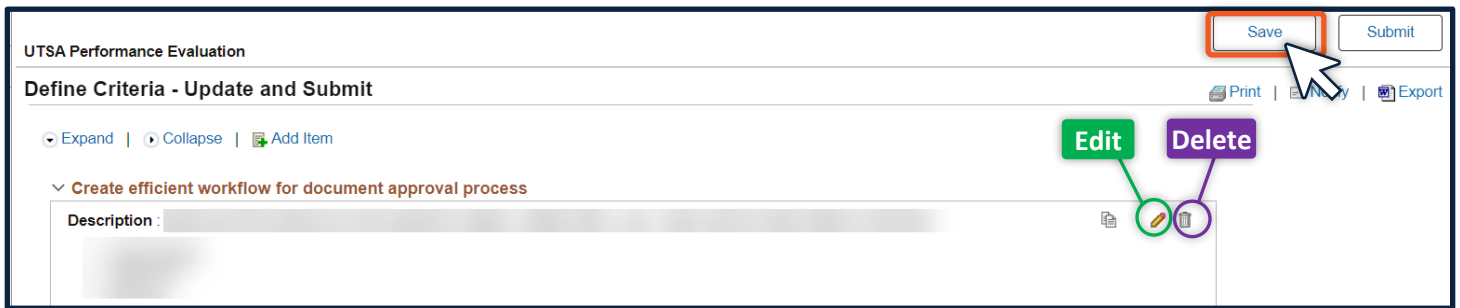 Save Submit
UTSA Performance Evaluation
Define Criteria - Update and Submit
Print | Notify | Export
Expand | Collapse | Add Item
Edit Delete
Create efficient workflow for document approval process
Description :